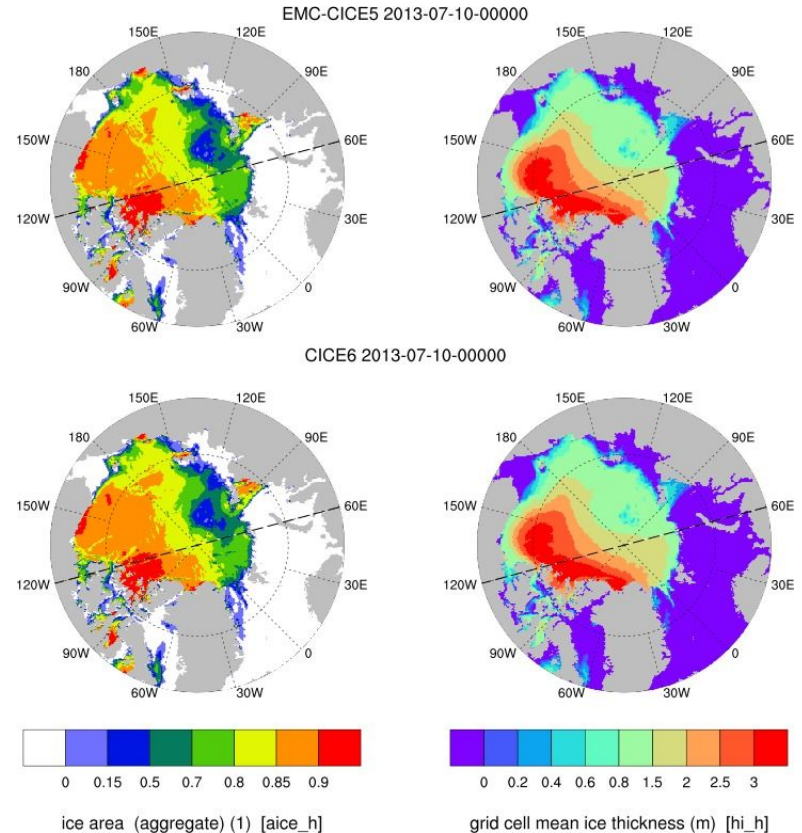 EMC-CICE5 2013-07-10-00000
150E 120E 150E 120E
180 90E 180 90E
150W 60E 150W 60E
120W 30E 120W 30E
90W 0 90W 0
60W 30W 60W 30W
CICE6 2013-07-10-00000
150E 120E 150E 120E
180 90E 180 90E
150W 60E 150W 60E
120W 30E 120W 30E
90W 0 90W 0
60W 30W 60W 30W
0 0.15 0.5 0.7 0.8 0.85 0.9
0 0.2 0.4 0.6 0.8 1.5 2 2.5 3
ice area (aggregate) (1) [aice_h]
grid cell mean ice thickness (m) [hi_h]